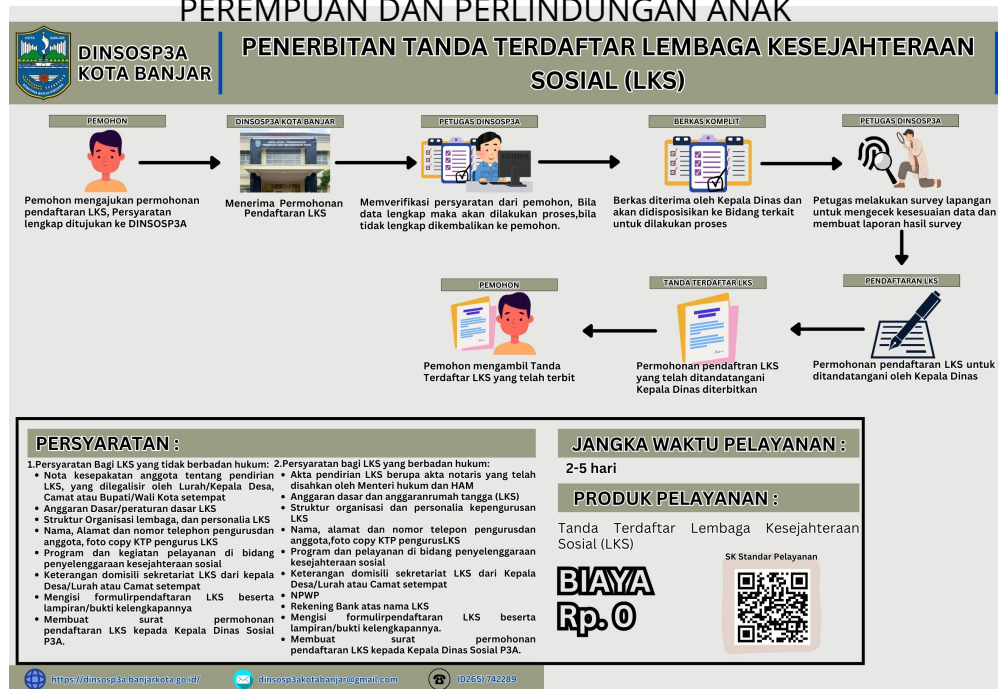 PEREMPUAN DAN PERLINDUNGAN ANAK
DINSOSP3A
KOTA BANJAR
PENERBITAN TANDA TERDAFTAR LEMBAGA KESEJAHTERAAN
SOSIAL (LKS)
PEMOHON
Pemohon mengajukan permohonan
pendaftaran LKS, Persyaratan
lengkap ditujukan ke DINSOSP3A
DINSOSP3A KOTA BANJAR
Menerima Permohonan
Pendaftaran LKS
PETUGAS DINSOSP3A
Memverifikasi persyaratan dari pemohon, Bila
data lengkap maka akan dilakukan proses,bila
tidak lengkap dikembalikan ke pemohon.
BERKAS KOMPLIT
Berkas diterima oleh Kepala Dinas dan
akan didisposisikan ke Bidang terkait
untuk dilakukan proses
PETUGAS DINSOSP3A
Petugas melakukan survey lapangan
untuk mengecek kesesuaian data dan
membuat laporan hasil survey
PENDAFTARAN LKS
Permohonan pendaftaran LKS untuk
ditandatangani oleh Kepala Dinas
TANDA TERDAFTAR LKS
Permohonan pendaftran LKS
yang telah ditandatangani
Kepala Dinas diterbitkan
PEMOHON
Pemohon mengambil Tanda
Terdaftar LKS yang telah terbit
PERSYARATAN :
1.Persyaratan Bagi LKS yang tidak berbadan hukum:
• Nota kesepakatan anggota tentang pendirian
LKS, yang dilegalisir oleh Lurah/Kepala Desa,
Camat atau Bupati/Wali Kota setempat
• Anggaran Dasar/peraturan dasar LKS
• Struktur Organisasi lembaga, dan personalia LKS
• Nama, Alamat dan nomor telephon pengurusdan
anggota, foto copy KTP pengurus LKS
• Program dan kegiatan pelayanan di bidang
penyelenggaraan kesejahteraan sosial
• Keterangan domisili sekretariat LKS dari kepala
Desa/Lurah atau Camat setempat
• Mengisi formulirpendaftaran LKS beserta
lampiran/bukti kelengkapannya
• Membuat surat permohonan
pendaftaran LKS kepada Kepala Dinas Sosial
P3A.
2.Persyaratan bagi LKS yang berbadan hukum:
• Akta pendirian LKS berupa akta notaris yang telah
disahkan oleh Menteri hukum dan HAM
• Anggaran dasar dan anggaranrumah tangga (LKS)
• Struktur organisasi dan personalia kepengurusan
LKS
• Nama, alamat dan nomor telepon pengurusdan
anggota,foto copy KTP pengurusLKS
• Program dan pelayanan di bidang penyelenggaraan
kesejahteraan sosial
• Keterangan domisili sekretariat LKS dari Kepala
Desa/Lurah atau Camat setempat
• NPWP
• Rekening Bank atas nama LKS
• Mengisi formulirpendaftaran LKS beserta
lampiran/bukti kelengkapannya.
• Membuat surat permohonan
pendaftaran LKS kepada Kepala Dinas Sosial P3A.
JANGKA WAKTU PELAYANAN :
2-5 hari
PRODUK PELAYANAN :
Tanda Terdaftar Lembaga Kesejahteraan
Sosial (LKS)
BIAYA
Rp. 0
SK Standar Pelayanan
https://dinsosp3a.banjarkota.go.id/
dinsosp3akotabanjar@gmail.com
(0265) 742289